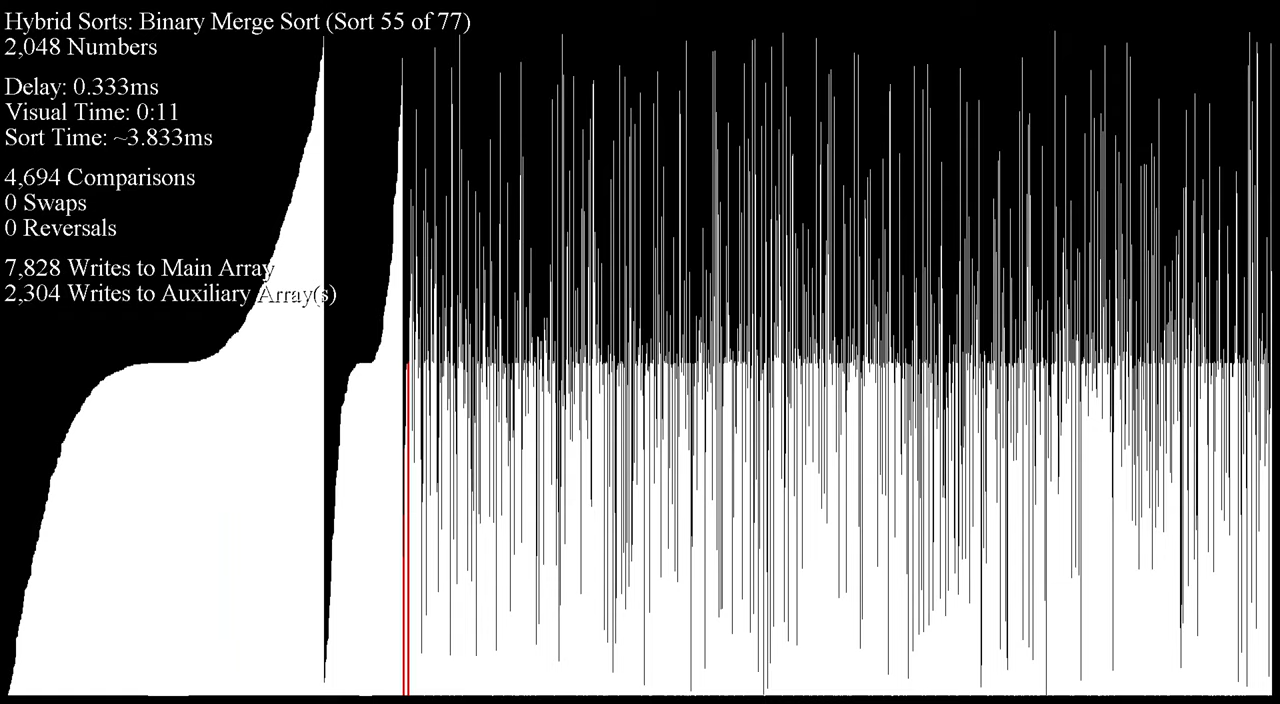 Hybrid Sorts: Binary Merge Sort (Sort 55 of 77)
2,048 Numbers
Delay: 0.333ms
Visual Time: 0:11
Sort Time: ~3.833ms
4,694 Comparisons
0 Swaps
0 Reversals
7,828 Writes to Main Array
2,304 Writes to Auxiliary Array(s)